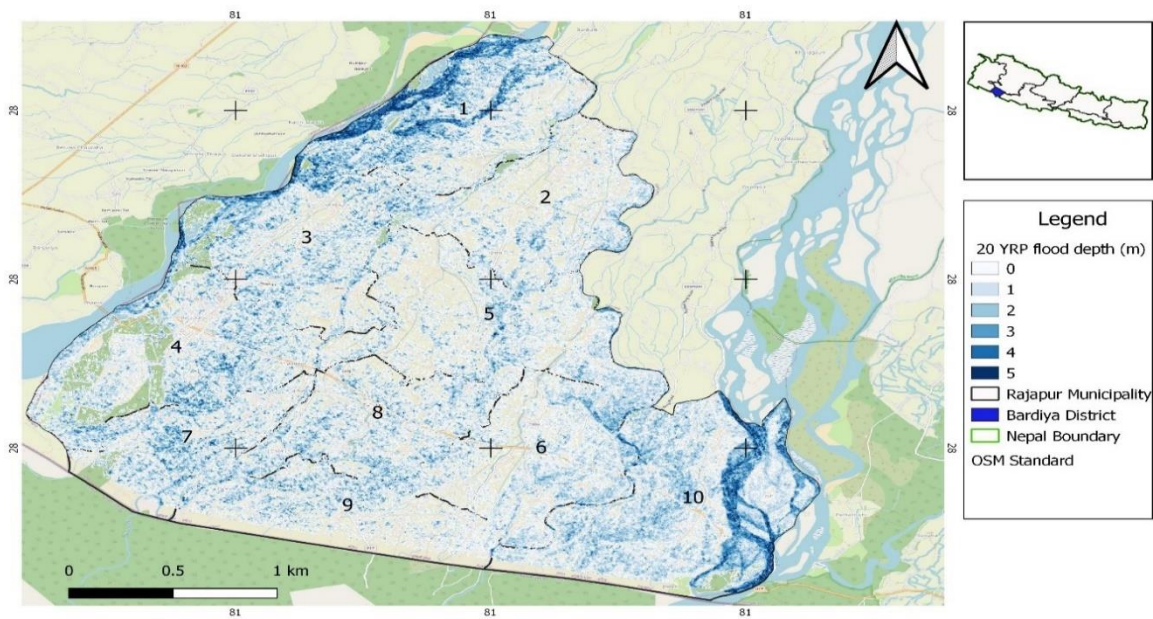 81 81 81
28 28
28 28
28 28
1
2
3
5
4
8
7
6
10
9
0 0.5 1 km
81 81 81
Legend
20 YRP flood depth (m)
0
1
2
3
4
5
Rajapur Municipality
Bardiya District
Nepal Boundary
OSM Standard